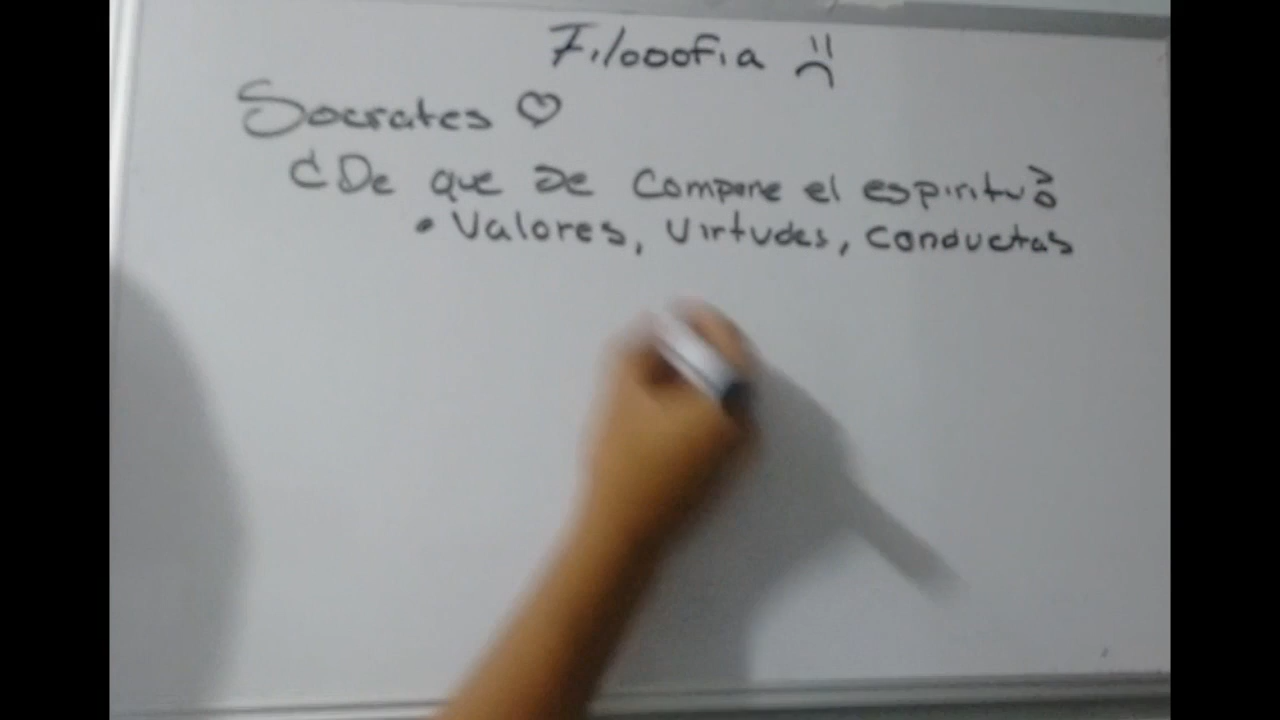 Filosofia
Socrates ♡
¿De que se compone el espiritu?
• Valores, Virtudes, Conductas